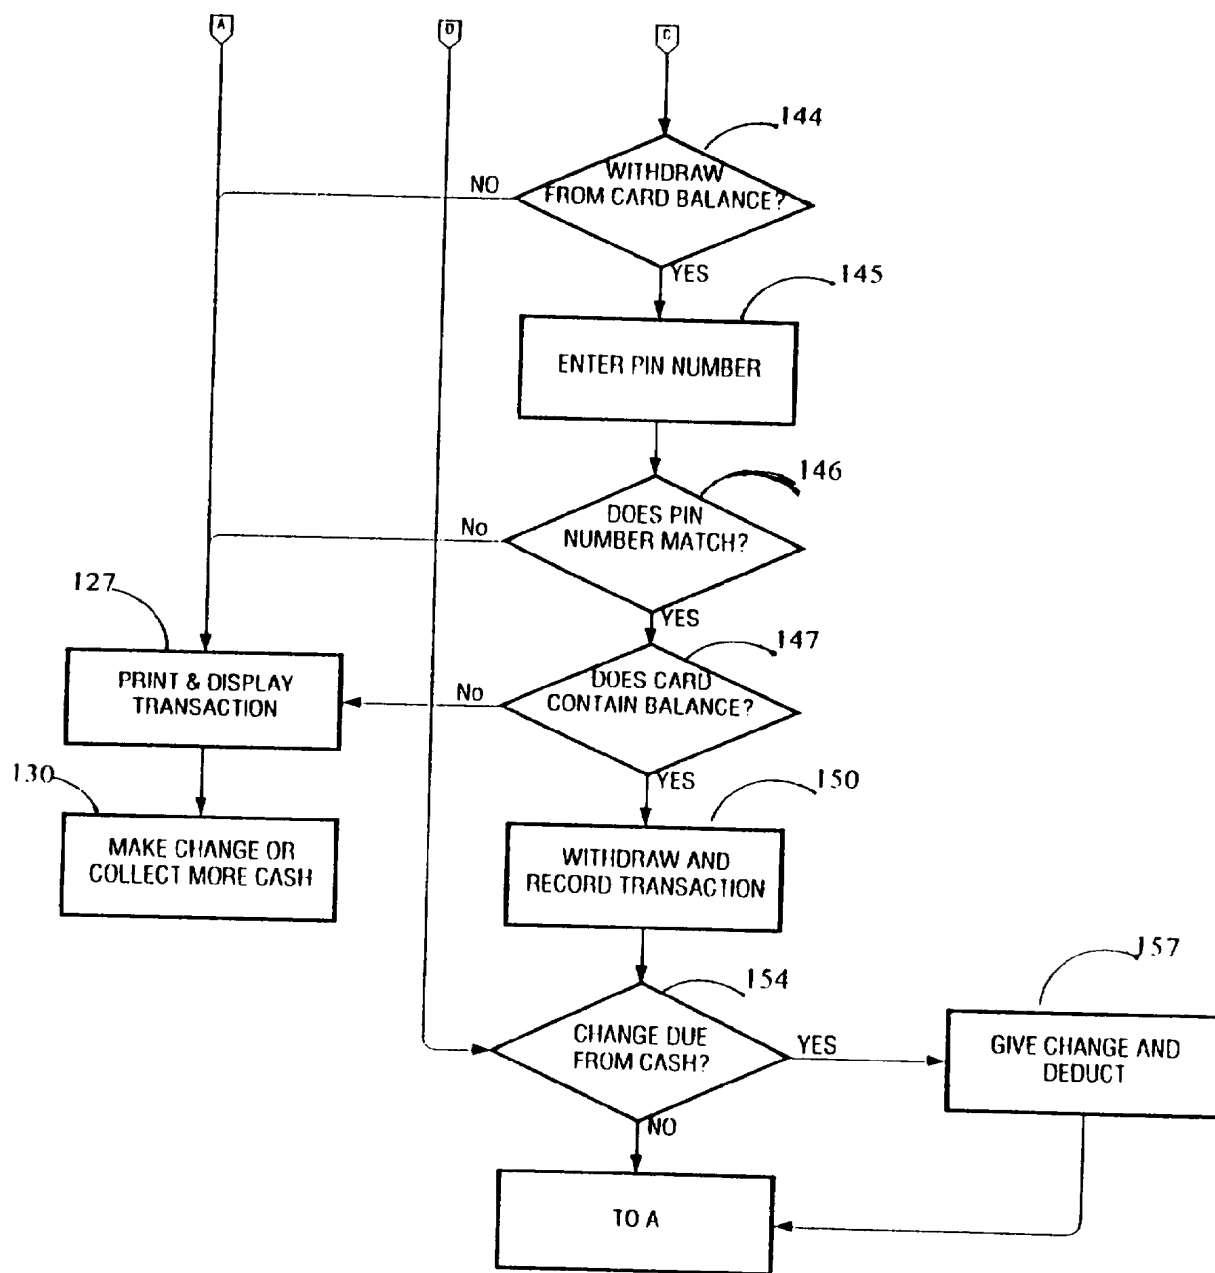 A
D
C
144
WITHDRAW
FROM CARD BALANCE?
NO
YES
145
ENTER PIN NUMBER
146
DOES PIN
NUMBER MATCH?
No
YES
127
147
PRINT & DISPLAY
TRANSACTION
No
DOES CARD
CONTAIN BALANCE?
YES
130
150
MAKE CHANGE OR
COLLECT MORE CASH
WITHDRAW AND
RECORD TRANSACTION
154
157
CHANGE DUE
FROM CASH?
YES
GIVE CHANGE AND
DEDUCT
NO
TO A